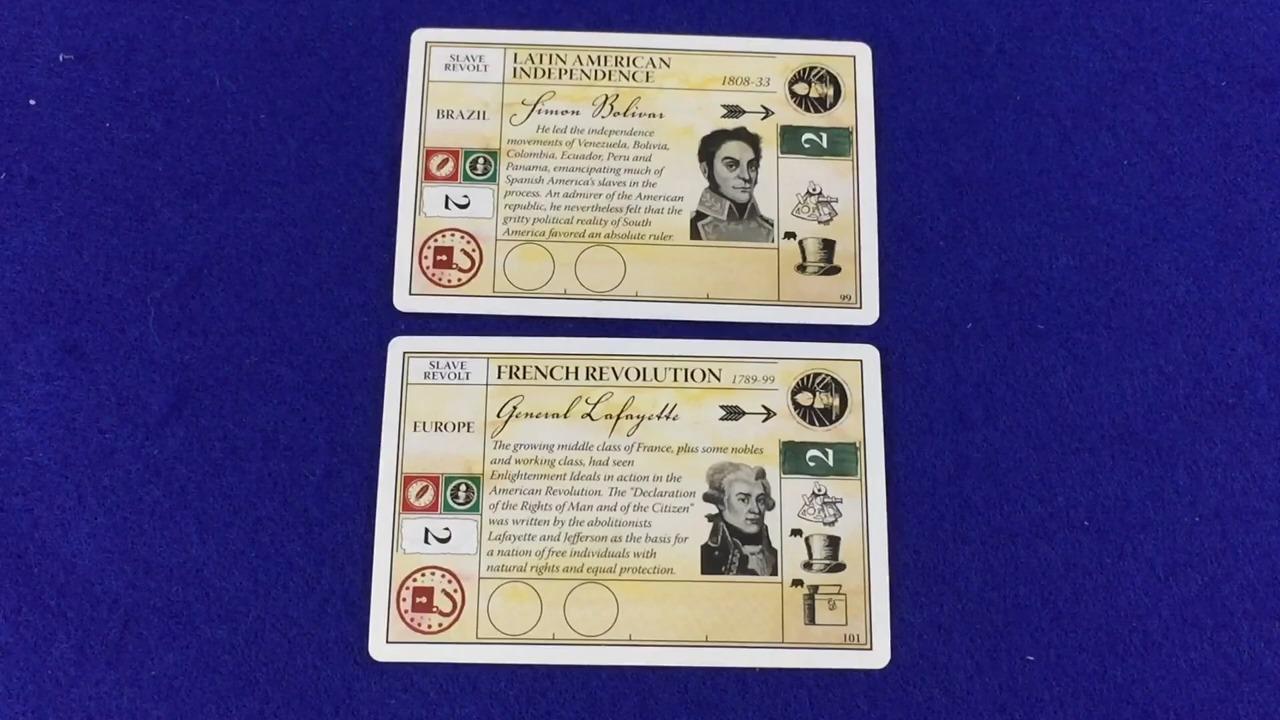 SLAVE
REVOLT
LATIN AMERICAN
INDEPENDENCE
1808-33
BRAZIL
Simon Bolivar
He led the independence
movements of Venezuela, Bolivia,
Colombia, Ecuador, Peru and
Panama, emancipating much of
Spanish America's slaves in the
process. An admirer of the American
republic, he nevertheless felt that the
gritty political reality of South
America favored an absolute ruler.
2
2
99
SLAVE
REVOLT
FRENCH REVOLUTION 1789-99
EUROPE
General Lafayette
The growing middle class of France, plus some nobles
and working class, had seen
Enlightenment Ideals in action in the
American Revolution. The "Declaration
of the Rights of Man and of the Citizen"
was written by the abolitionists
Lafayette and Jefferson as the basis for
a nation of free individuals with
natural rights and equal protection.
2
2
101